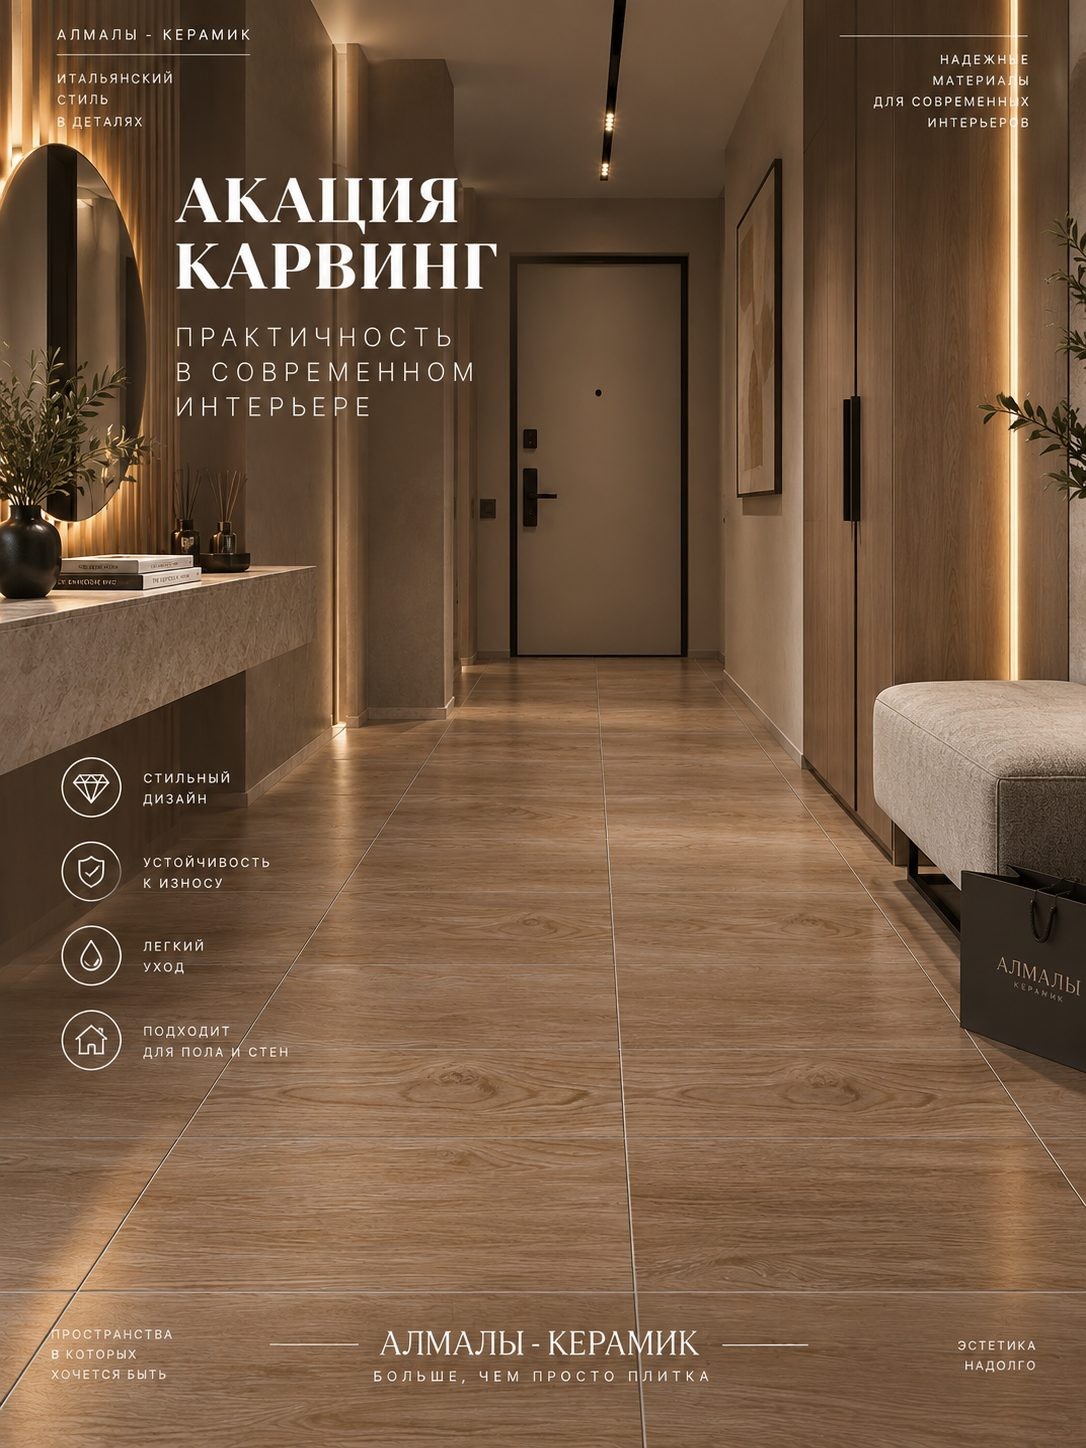 АЛМАЛЫ - КЕРАМИК
ИТАЛЬЯНСКИЙ
СТИЛЬ
В ДЕТАЛЯХ
НАДЕЖНЫЕ
МАТЕРИАЛЫ
ДЛЯ СОВРЕМЕННЫХ
ИНТЕРЬЕРОВ
АКАЦИЯ
КАРВИНГ
ПРАКТИЧНОСТЬ
В СОВРЕМЕННОМ
ИНТЕРЬЕРЕ
СТИЛЬНЫЙ
ДИЗАЙН
УСТОЙЧИВОСТЬ
К ИЗНОСУ
ЛЕГКИЙ
УХОД
ПОДХОДИТ
ДЛЯ ПОЛА И СТЕН
АЛМАЛЫ
КЕРАМИК
ПРОСТРАНСТВА
В КОТОРЫХ
ХОЧЕТСЯ БЫТЬ
АЛМАЛЫ - КЕРАМИК
БОЛЬШЕ, ЧЕМ ПРОСТО ПЛИТКА
ЭСТЕТИКА
НАДОЛГО